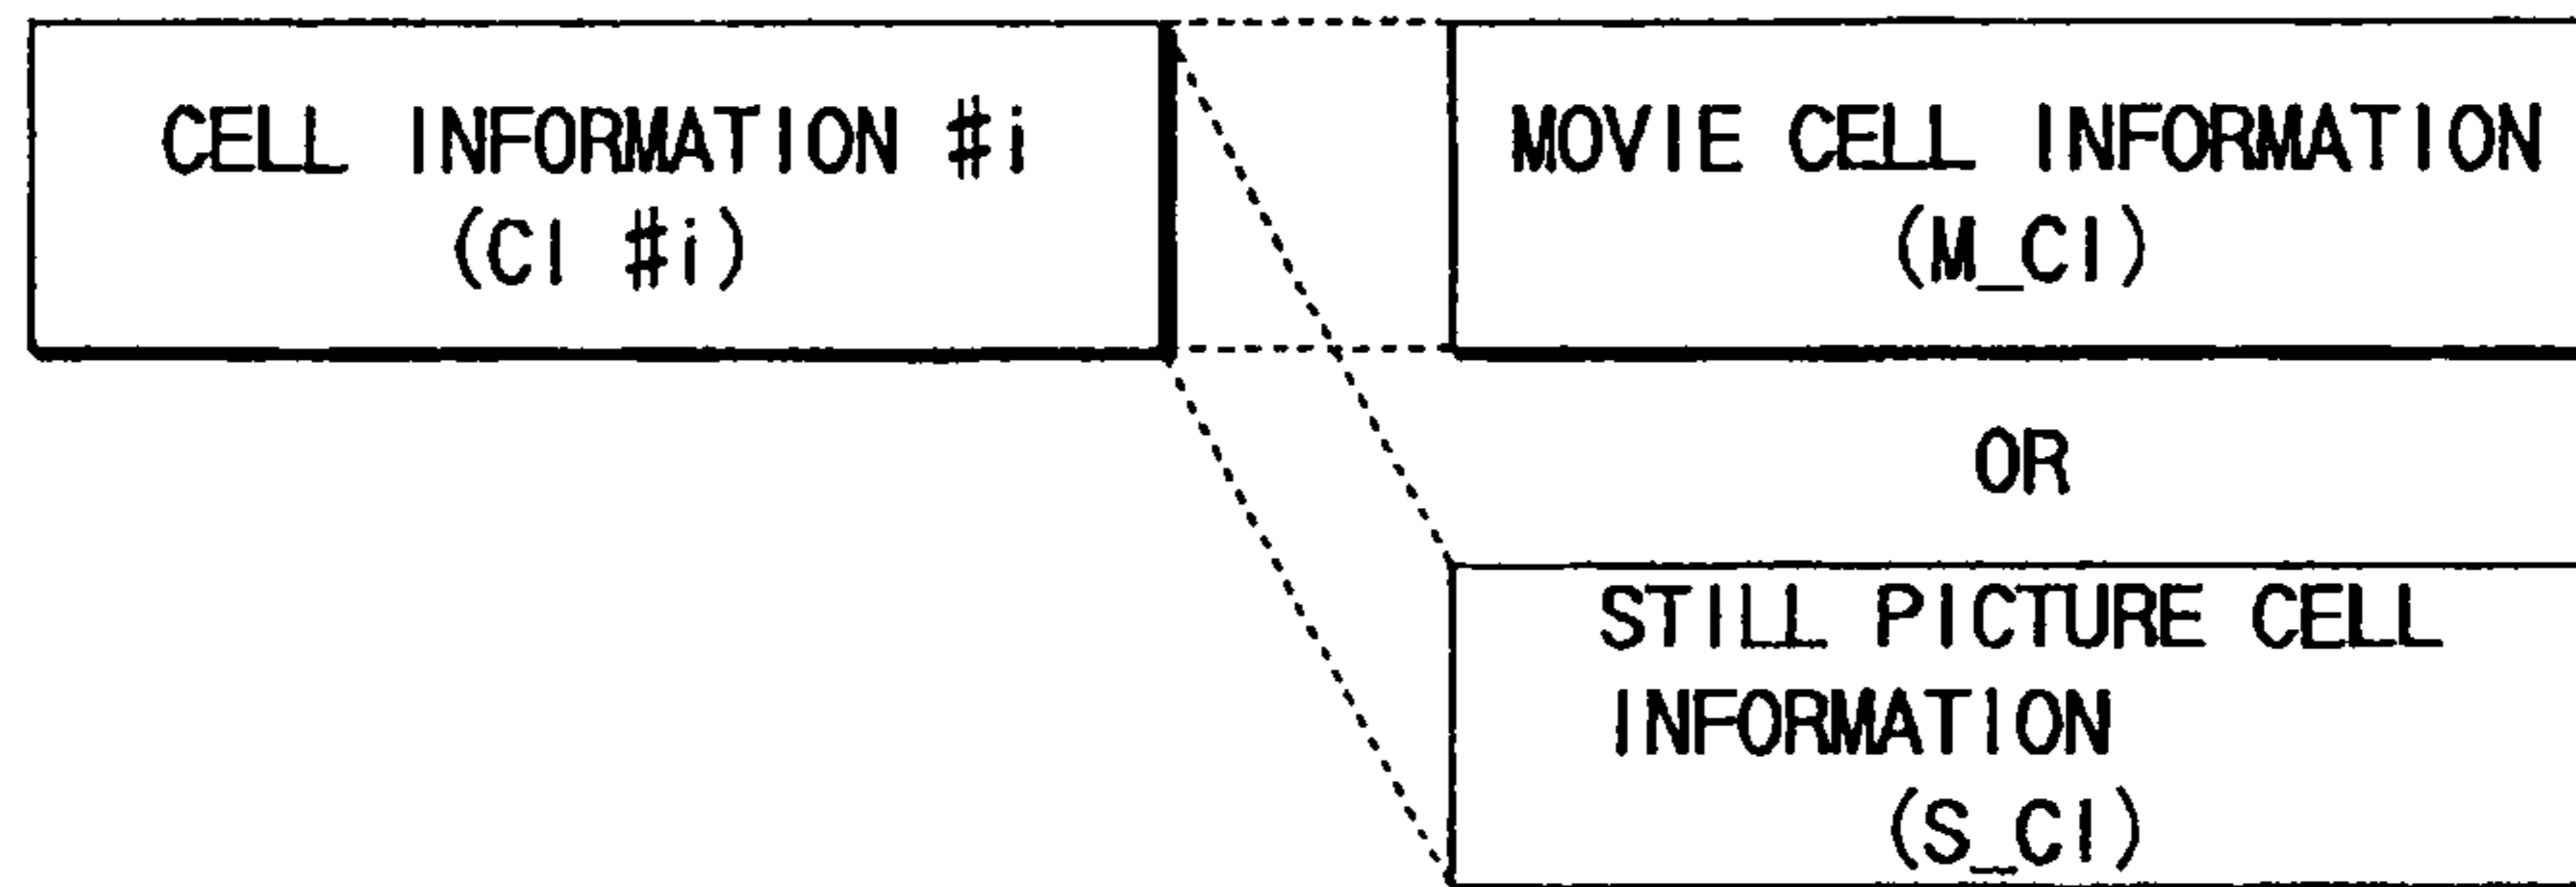 CELL INFORMATION #i
(CI #i)
MOVIE CELL INFORMATION
(M_CI)
OR
STILL PICTURE CELL
INFORMATION
(S_CI)